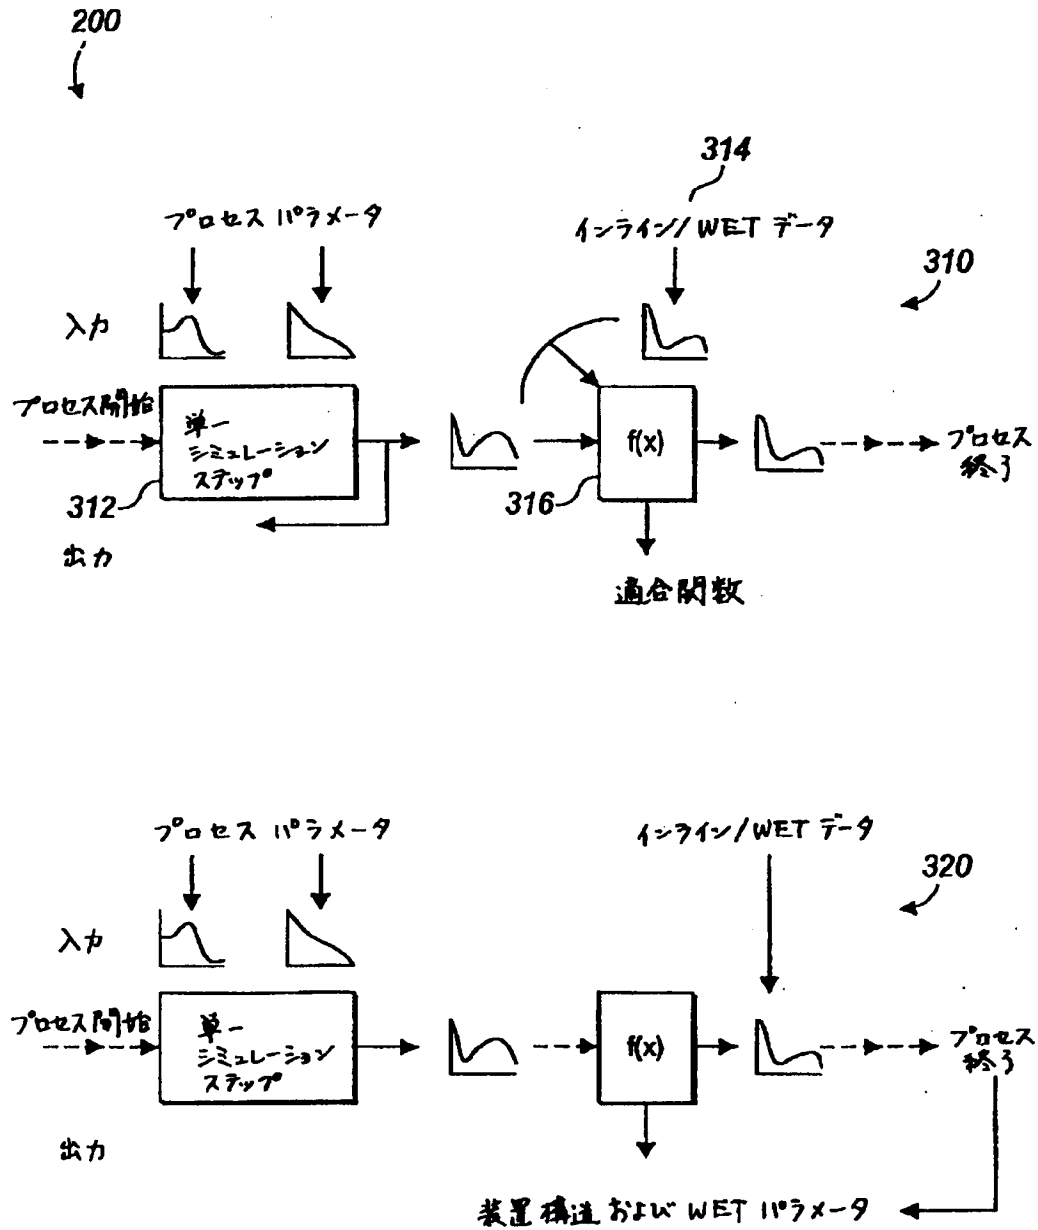 200
314
プロセス パラメータ
インライン/WET データ
310
入力
プロセス開始
単一
シミュレーション
ステップ
f(x)
プロセス
終了
312
316
出力
適合関数
プロセス パラメータ
インライン/WET データ
320
入力
プロセス開始
単一
シミュレーション
ステップ
f(x)
プロセス
終了
出力
装置構造 および WET パラメータ